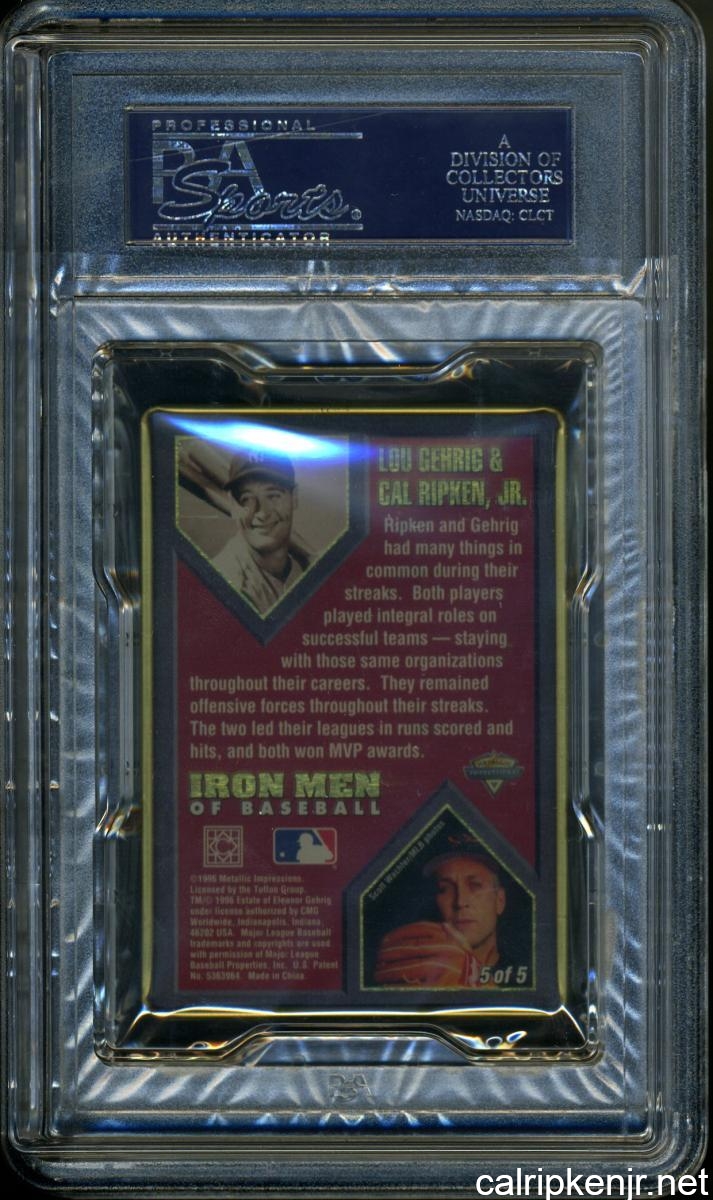 PROFESSIONAL
PSA
Sports
AUTHENTICATOR
A
DIVISION OF
COLLECTORS
UNIVERSE
NASDAQ: CLCT
LOU GEHRIG &
CAL RIPKEN, JR.
Ripken and Gehrig
had many things in
common during their
streaks. Both players
played integral roles on
successful teams — staying
with those same organizations
throughout their careers. They remained
offensive forces throughout their streaks.
The two led their leagues in runs scored and
hits, and both won MVP awards.
IRON MEN
OF BASEBALL
©1996 Metallic Impressions.
Licensed by the Tuffon Group.
TM/© 1996 Estate of Eleanor Gehrig
under license authorized by CMG
Worldwide, Indianapolis, Indiana,
46202 USA. Major League Baseball
trademarks and copyrights are used
with permission of Major League
Baseball Properties, Inc. U.S. Patent
No. 5363964. Made in China.
Scott Wachter/MLB photos
5 of 5
PSA
calripkenjr.net